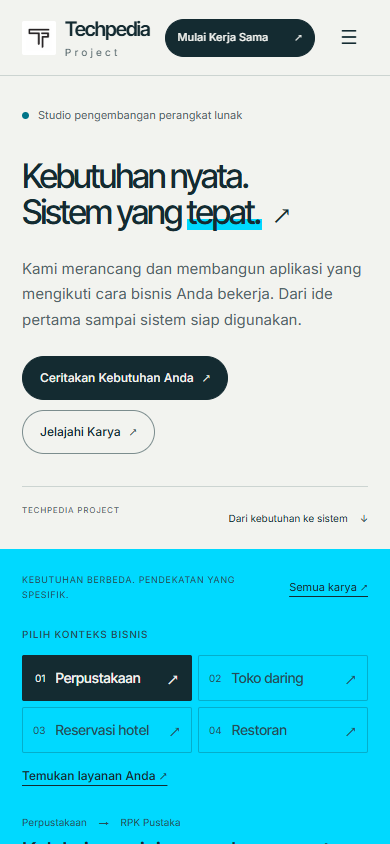 Techpedia
Project
Mulai Kerja Sama ↗
Studio pengembangan perangkat lunak
Kebutuhan nyata.
Sistem yang tepat. ↗
Kami merancang dan membangun aplikasi yang
mengikuti cara bisnis Anda bekerja. Dari ide
pertama sampai sistem siap digunakan.
Ceritakan Kebutuhan Anda ↗
Jelajahi Karya ↗
TECHPEDIA PROJECT
Dari kebutuhan ke sistem ↓
KEBUTUHAN BERBEDA. PENDEKATAN YANG
SPESIFIK.
Semua karya ↗
PILIH KONTEKS BISNIS
01 Perpustakaan ↗
02 Toko daring ↗
03 Reservasi hotel ↗
04 Restoran ↗
Temukan layanan Anda ↗
Perpustakaan → RPK Pustaka